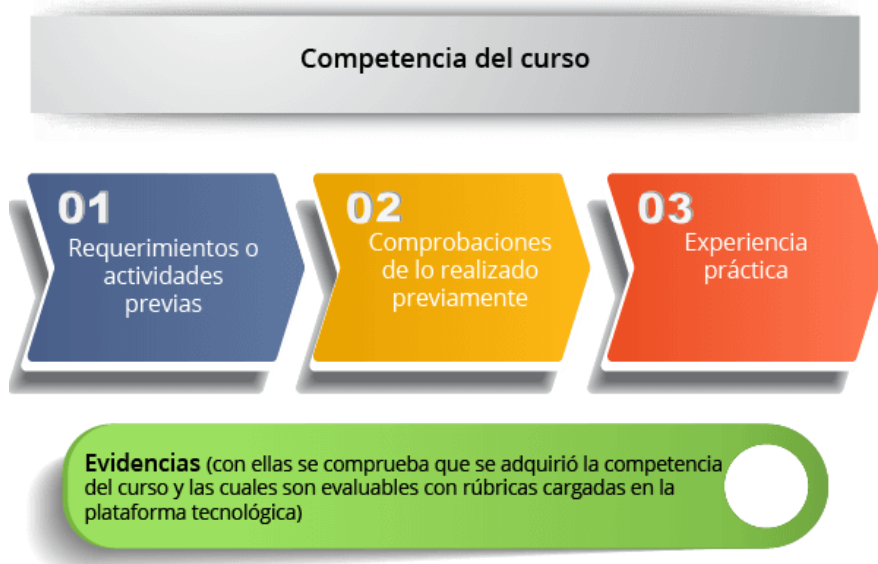 Competencia del curso
01
Requerimientos o
actividades
previas
02
Comprobaciones
de lo realizado
previamente
03
Experiencia
práctica
Evidencias (con ellas se comprueba que se adquirió la competencia
del curso y las cuales son evaluables con rúbricas cargadas en la
plataforma tecnológica)